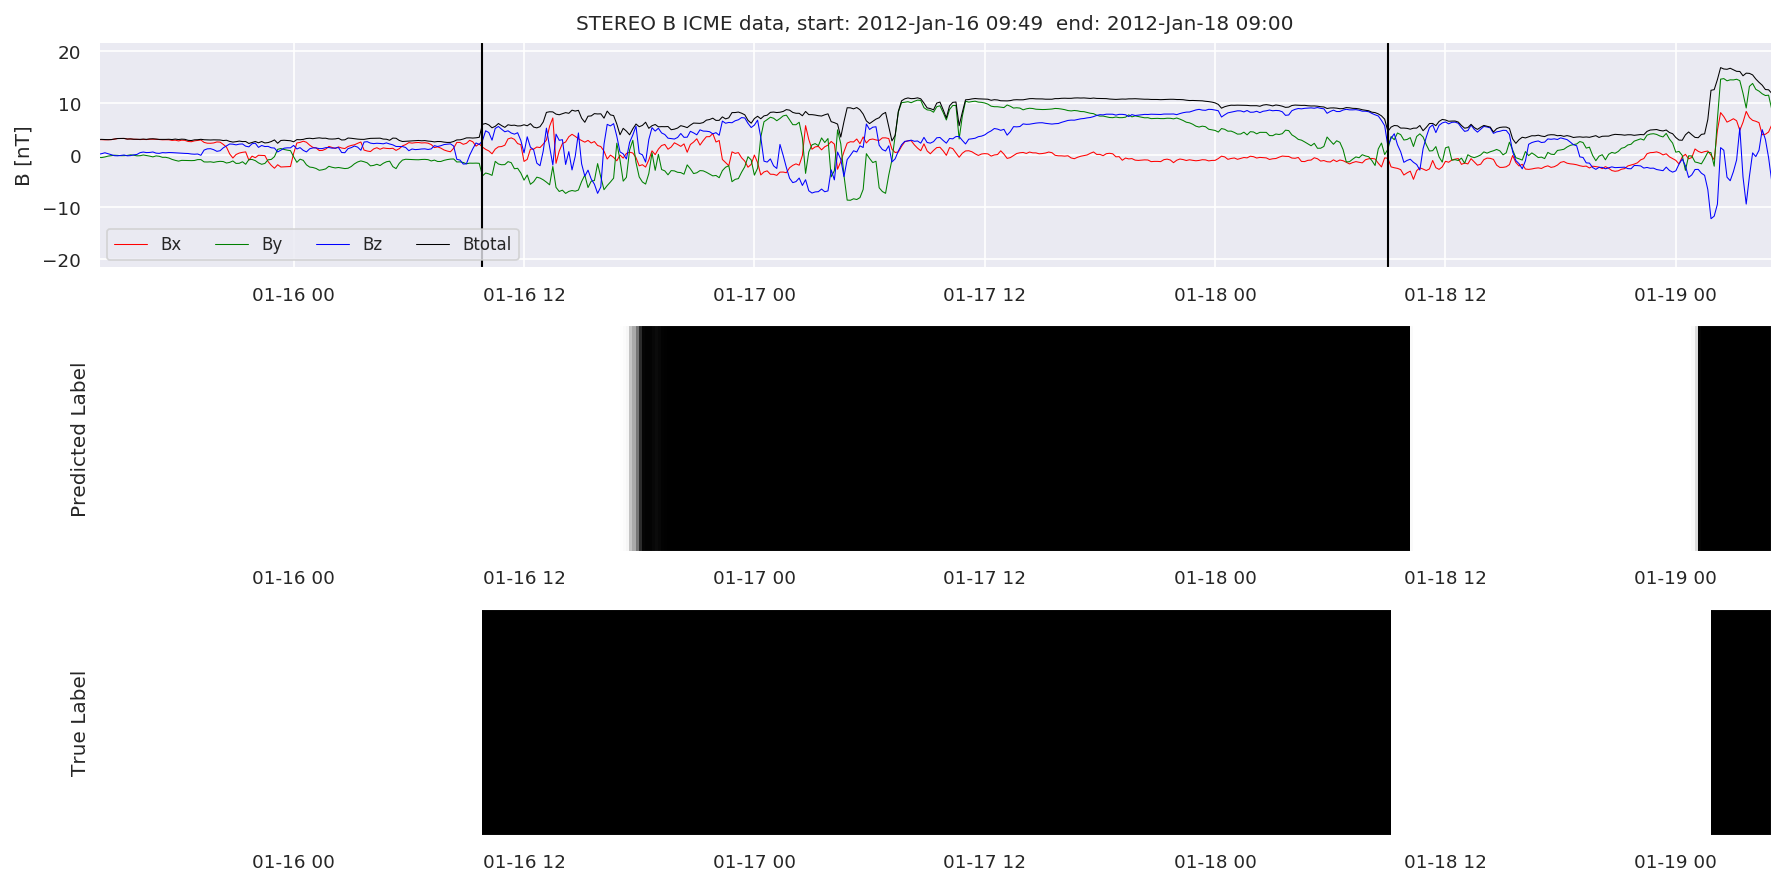 STEREO B ICME data, start: 2012-Jan-16 09:49  end: 2012-Jan-18 09:00
B [nT]
20
10
0
−10
−20
Bx By Bz Btotal
01-16 00 01-16 12 01-17 00 01-17 12 01-18 00 01-18 12 01-19 00
Predicted Label
01-16 00 01-16 12 01-17 00 01-17 12 01-18 00 01-18 12 01-19 00
True Label
01-16 00 01-16 12 01-17 00 01-17 12 01-18 00 01-18 12 01-19 00